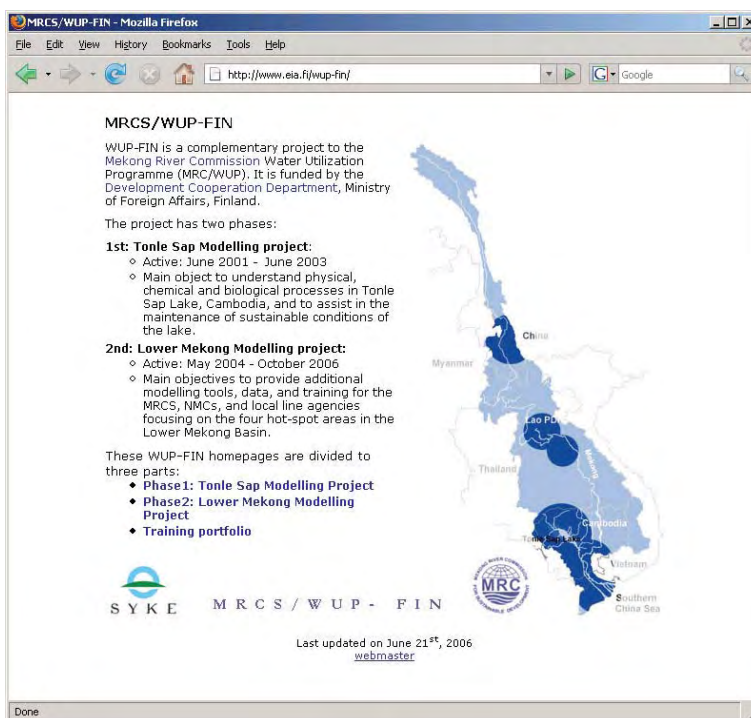 MRCS/WUP-FIN - Mozilla Firefox
File Edit View History Bookmarks Tools Help
http://www.eia.fi/wup-fin/
G Google
MRCS/WUP-FIN
WUP-FIN is a complementary project to the
Mekong River Commission Water Utilization
Programme (MRC/WUP). It is funded by the
Development Cooperation Department, Ministry
of Foreign Affairs, Finland.
The project has two phases:
1st: Tonle Sap Modelling project:
Active: June 2001 - June 2003
Main object to understand physical,
chemical and biological processes in Tonle
Sap Lake, Cambodia, and to assist in the
maintenance of sustainable conditions of
the lake.
2nd: Lower Mekong Modelling project:
Active: May 2004 - October 2006
Main objectives to provide additional
modelling tools, data, and training for the
MRCS, NMCs, and local line agencies
focusing on the four hot-spot areas in the
Lower Mekong Basin.
These WUP-FIN homepages are divided to
three parts:
Phase1: Tonle Sap Modelling Project
Phase2: Lower Mekong Modelling
Project
Training portfolio
China
Myanmar
Lao PDR
Mekong
Thailand
Cambodia
Tonle Sap Lake
Vietnam
Southern
China Sea
SYKE
MRCS/WUP- FIN
MEKONG RIVER COMMISSION
MRC
FOR SUSTAINABLE DEVELOPMENT
Last updated on June 21st, 2006
webmaster
Done